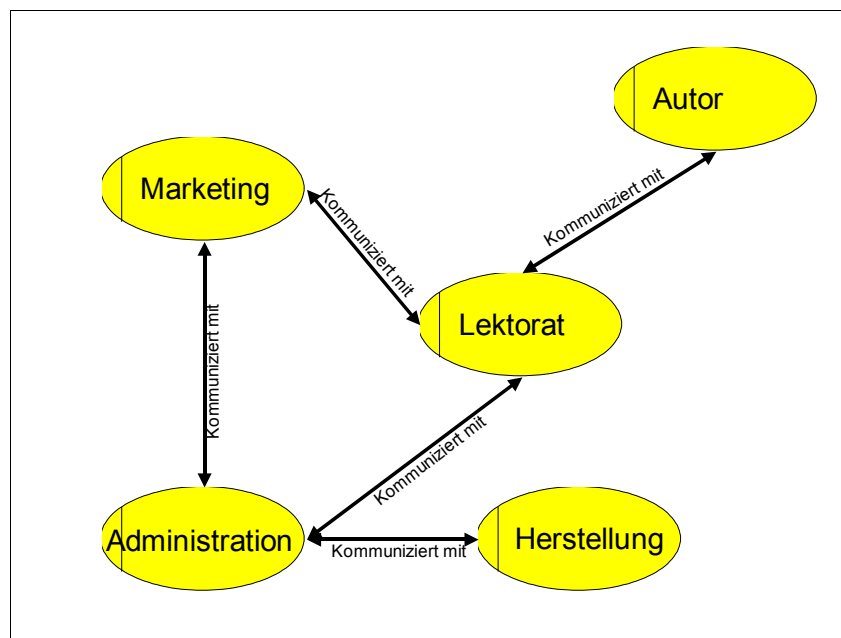 Autor
Marketing
Kommuniziert mit
Kommuniziert mit
Lektorat
Kommuniziert mit
Kommuniziert mit
Administration
Herstellung
Kommuniziert mit